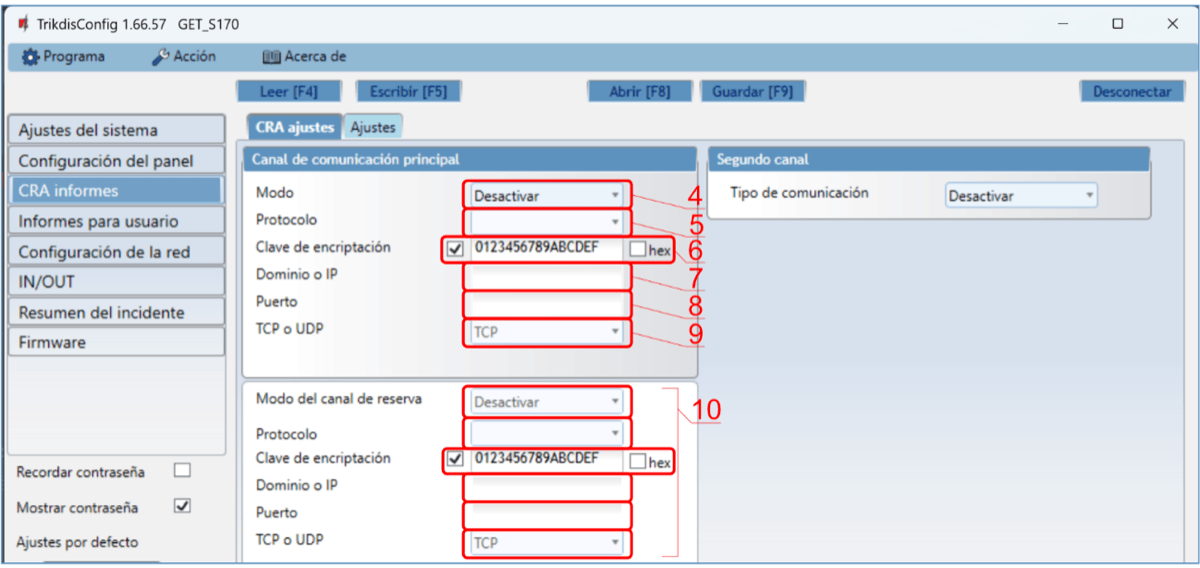 TrikdisConfig 1.66.57 GET_S170
Programa Acción Acerca de
Leer [F4] Escribir [F5] Abrir [F8] Guardar [F9] Desconectar
Ajustes del sistema
Configuración del panel
CRA informes
Informes para usuario
Configuración de la red
IN/OUT
Resumen del incidente
Firmware
Recordar contraseña
Mostrar contraseña
Ajustes por defecto
CRA ajustes Ajustes
Canal de comunicación principal
Modo Desactivar 4
Protocolo 5
Clave de encriptación 0123456789ABCDEF hex 6
Dominio o IP 7
Puerto 8
TCP o UDP TCP 9
Modo del canal de reserva Desactivar 10
Protocolo
Clave de encriptación 0123456789ABCDEF hex
Dominio o IP
Puerto
TCP o UDP TCP
Segundo canal
Tipo de comunicación Desactivar